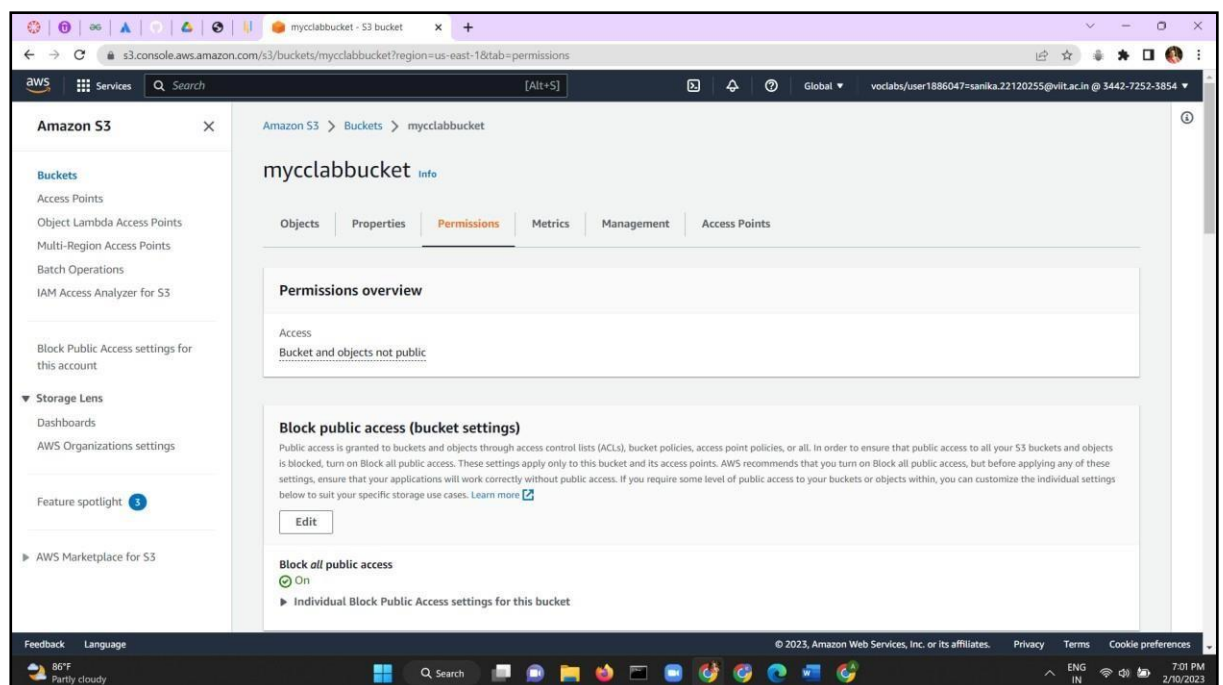 mycclabbucket - S3 bucket
s3.console.aws.amazon.com/s3/buckets/mycclabbucket?region=us-east-1&tab=permissions
aws Services Search [Alt+S] Global voclabs/user1886047=sanika.22120255@viit.ac.in @ 3442-7252-3854
Amazon S3
Buckets
Access Points
Object Lambda Access Points
Multi-Region Access Points
Batch Operations
IAM Access Analyzer for S3
Block Public Access settings for
this account
Storage Lens
Dashboards
AWS Organizations settings
Feature spotlight 3
AWS Marketplace for S3
Amazon S3 > Buckets > mycclabbucket
mycclabbucket Info
Objects Properties Permissions Metrics Management Access Points
Permissions overview
Access
Bucket and objects not public
Block public access (bucket settings)
Public access is granted to buckets and objects through access control lists (ACLs), bucket policies, access point policies, or all. In order to ensure that public access to all your S3 buckets and objects
is blocked, turn on Block all public access. These settings apply only to this bucket and its access points. AWS recommends that you turn on Block all public access, but before applying any of these
settings, ensure that your applications will work correctly without public access. If you require some level of public access to your buckets or objects within, you can customize the individual settings
below to suit your specific storage use cases. Learn more
Edit
Block all public access
On
Individual Block Public Access settings for this bucket
Feedback Language © 2023, Amazon Web Services, Inc. or its affiliates. Privacy Terms Cookie preferences
86°F
Partly cloudy
Search
ENG
IN
7:01 PM
2/10/2023